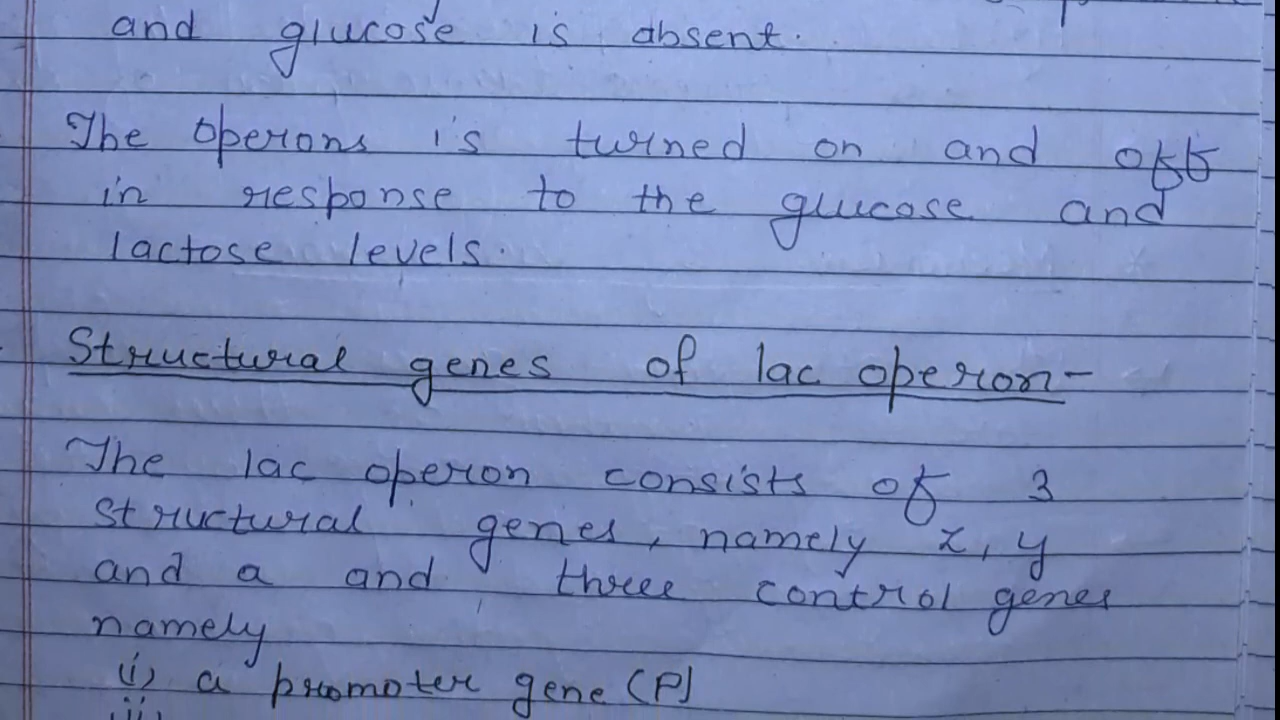 and glucose is absent.
The operons is turned on and off
in response to the glucose and
lactose levels.
Structural genes of lac operon-
The lac operon consists of 3
structural genes, namely z, y
and a and three control genes
namely
(i) a promoter gene (P)
(ii)